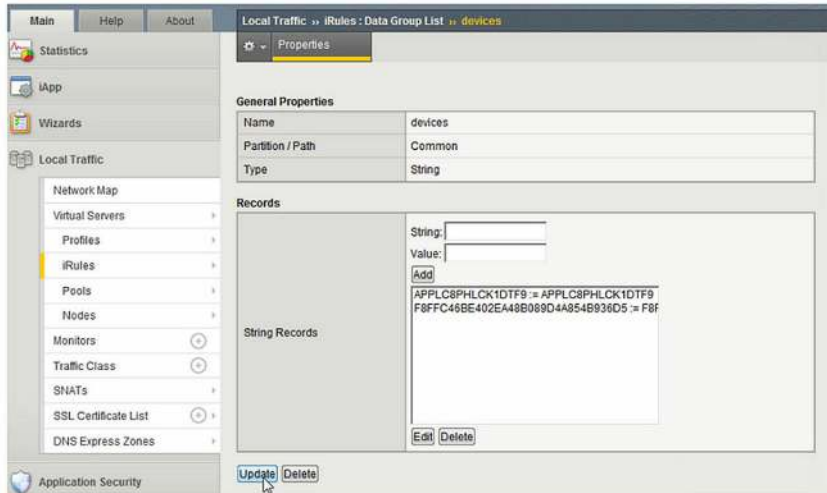 Main Help About
Local Traffic ›› iRules : Data Group List ›› devices
Properties
Statistics
iApp
Wizards
Local Traffic
Network Map
Virtual Servers
Profiles
iRules
Pools
Nodes
Monitors
Traffic Class
SNATs
SSL Certificate List
DNS Express Zones
Application Security
General Properties
Name devices
Partition / Path Common
Type String
Records
String Records
String:
Value:
Add
APPLC8PHLCK1DTF9 := APPLC8PHLCK1DTF9
F8FFC46BE402EA48B089D4A854B936D5 := F8F
Edit Delete
Update Delete